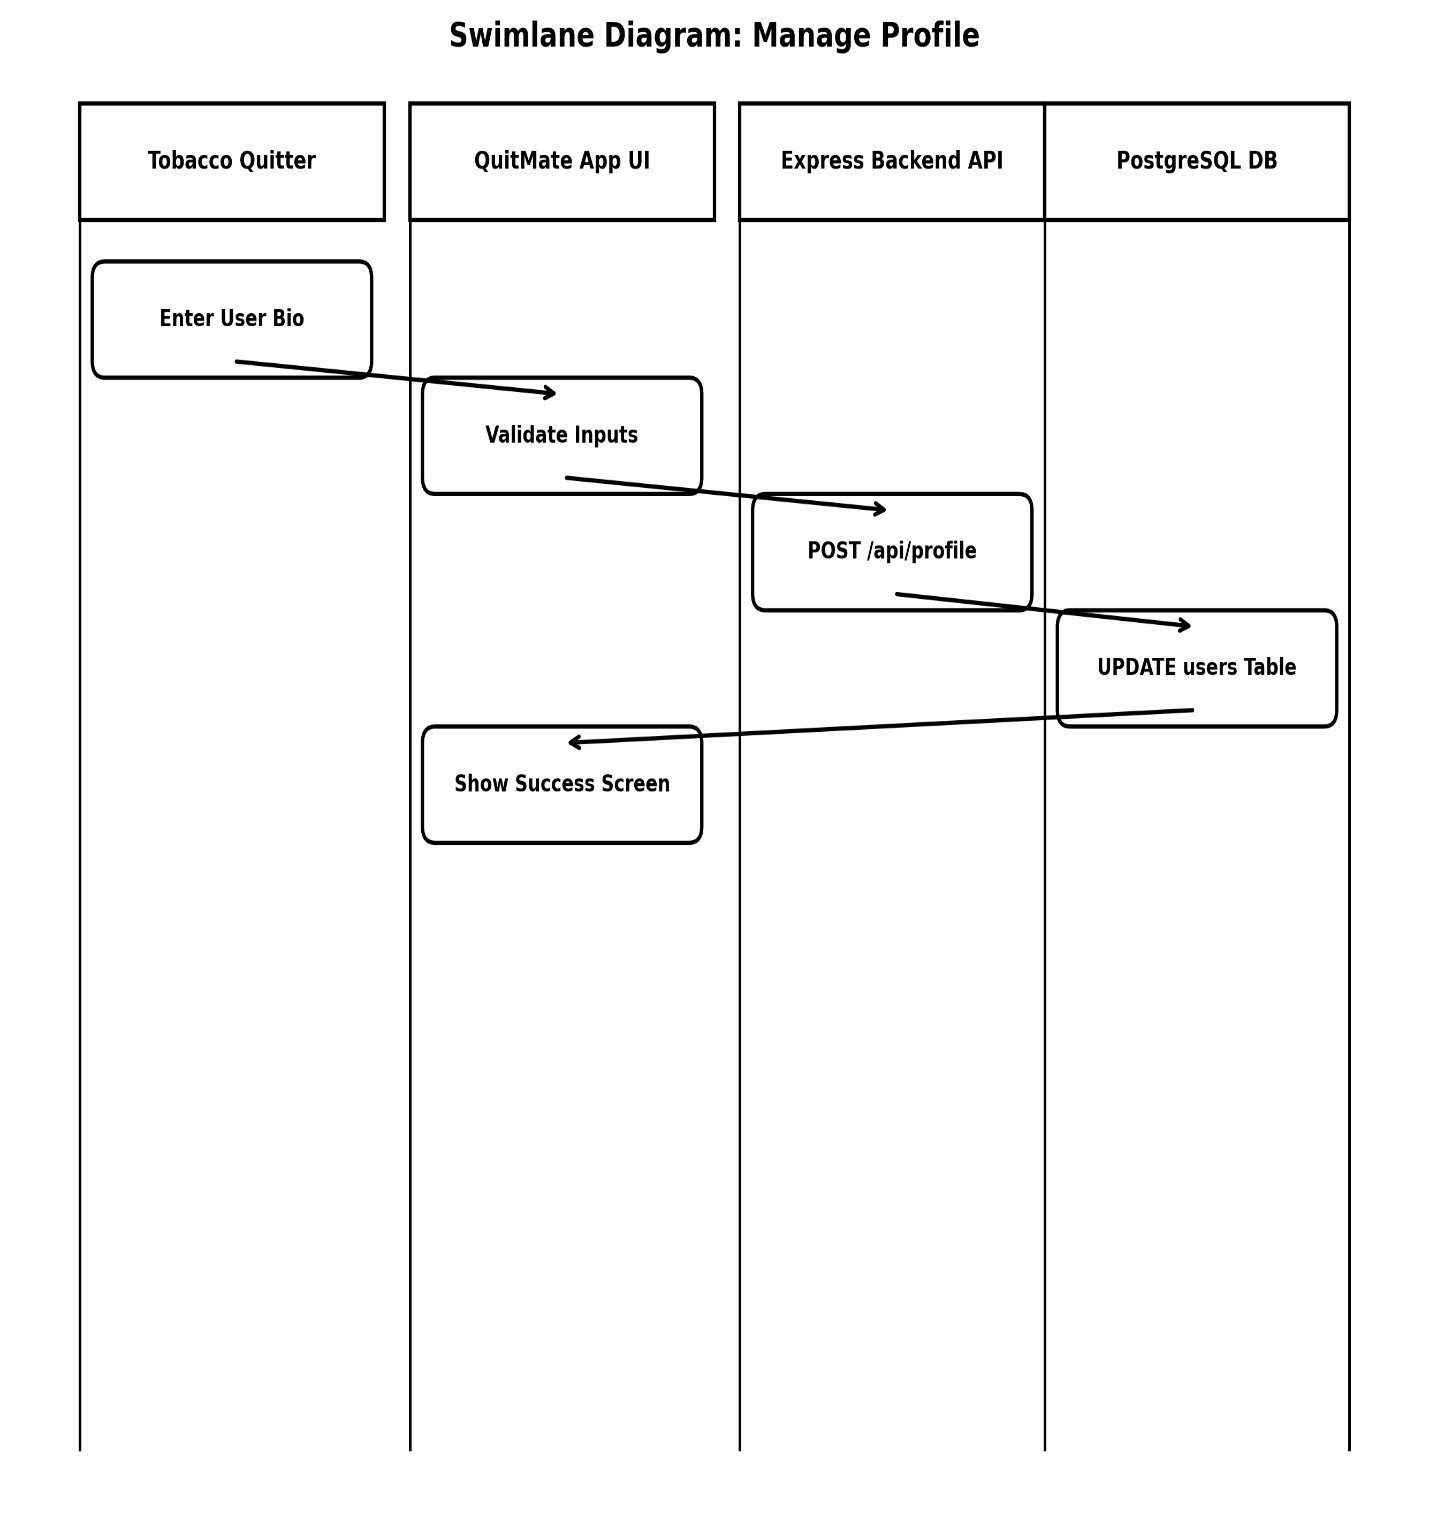 Swimlane Diagram: Manage Profile
Tobacco Quitter
QuitMate App UI
Express Backend API
PostgreSQL DB
Enter User Bio
Validate Inputs
POST /api/profile
UPDATE users Table
Show Success Screen